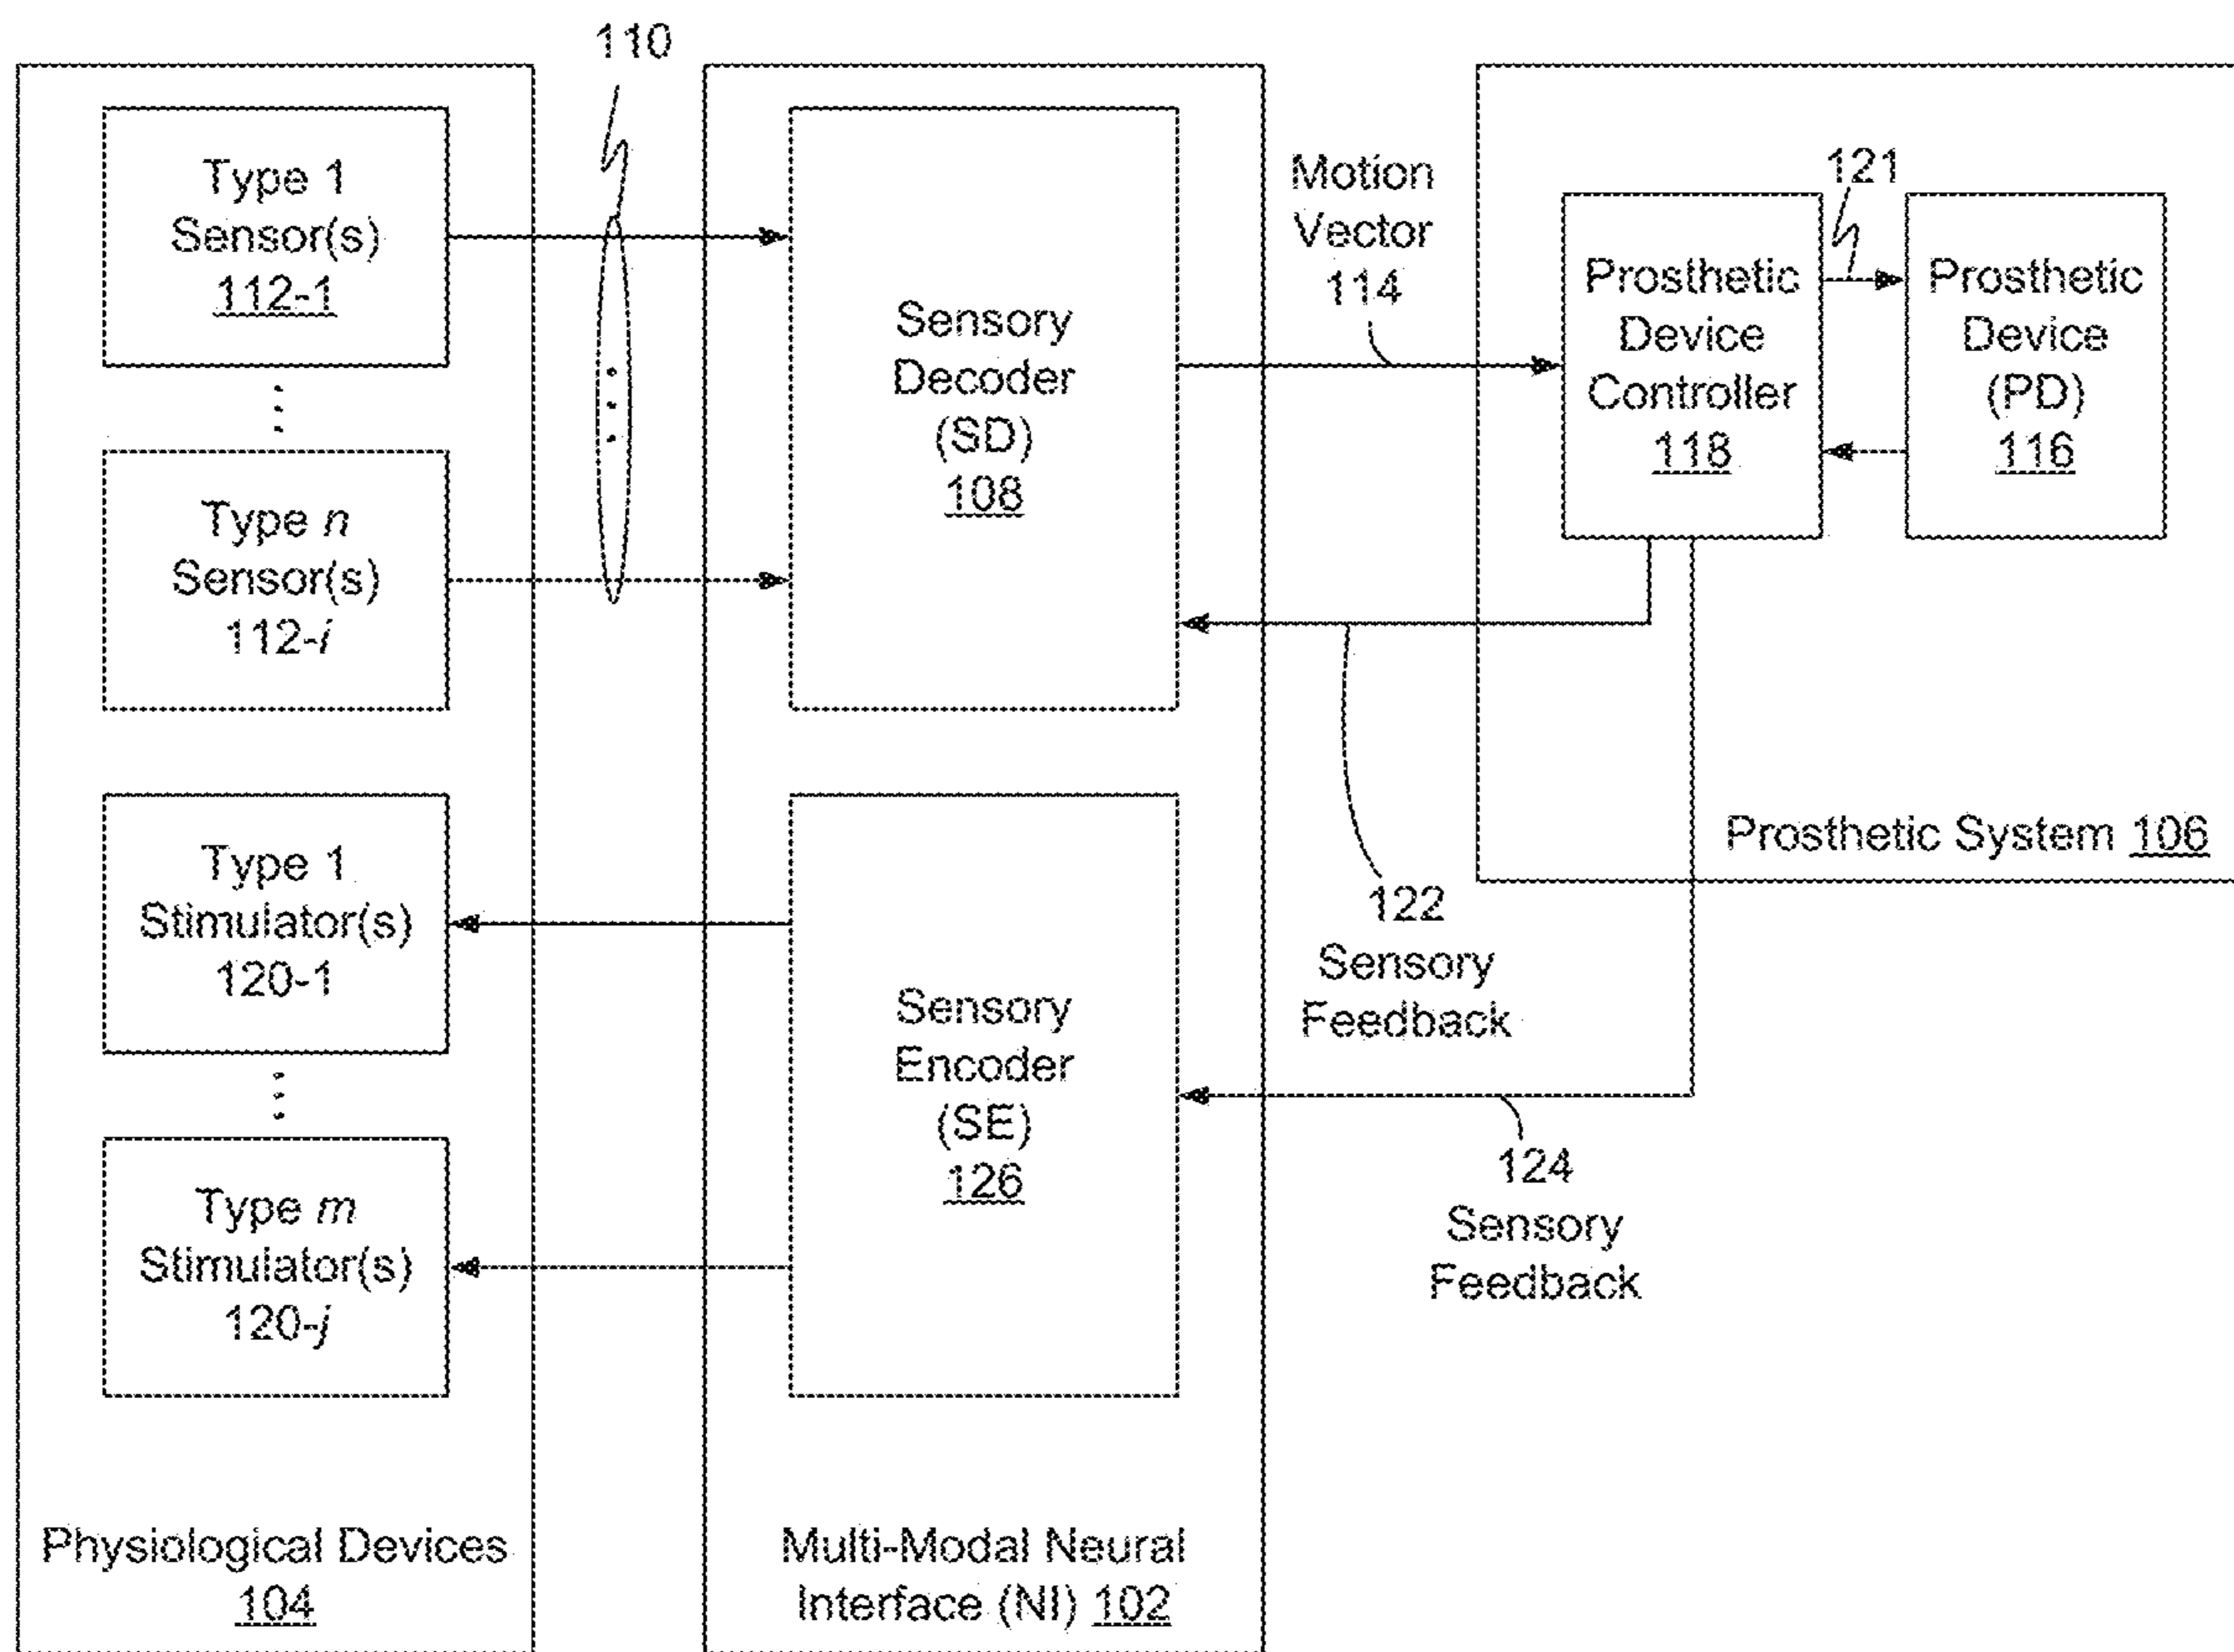 110
Type 1
Sensor(s)
112-1
Type n
Sensor(s)
112-i
Type 1
Stimulator(s)
120-1
Type m
Stimulator(s)
120-j
Physiological Devices
104
Sensory
Decoder
(SD)
108
Sensory
Encoder
(SE)
126
Multi-Modal Neural
Interface (NI) 102
Motion
Vector
114
122
Sensory
Feedback
124
Sensory
Feedback
121
Prosthetic
Device
Controller
118
Prosthetic
Device
(PD)
116
Prosthetic System 106